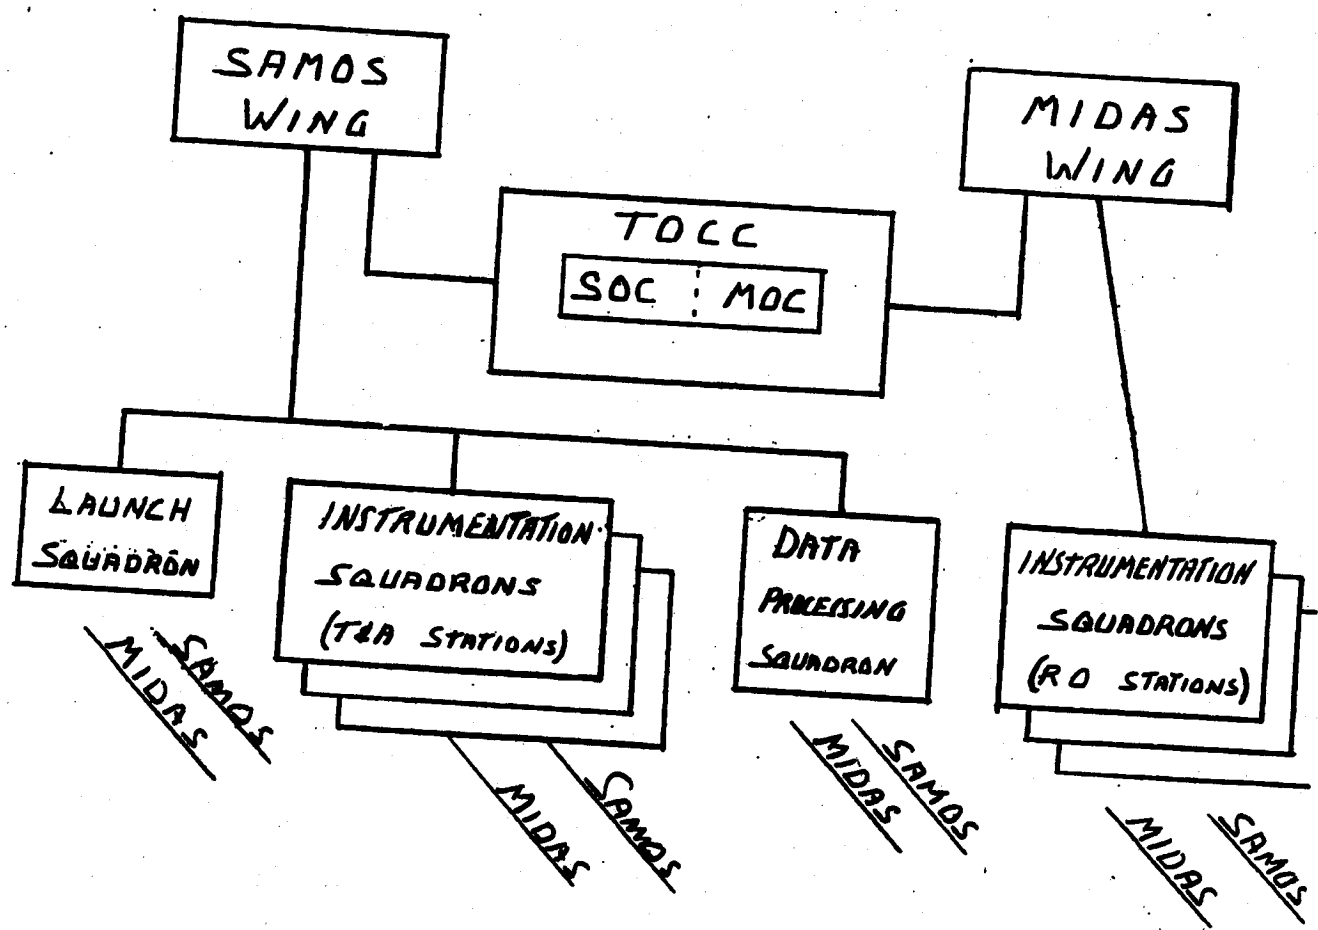 SAMOS
WING
MIDAS
WING
TOCC
SOC MOC
LAUNCH
SQUADRON
INSTRUMENTATION
SQUADRONS
(T&A STATIONS)
DATA
PROCESSING
SQUADRON
INSTRUMENTATION
SQUADRONS
(RO STATIONS)
MIDAS
SAMOS
MIDAS
SAMOS
MIDAS
SAMOS
MIDAS
SAMOS